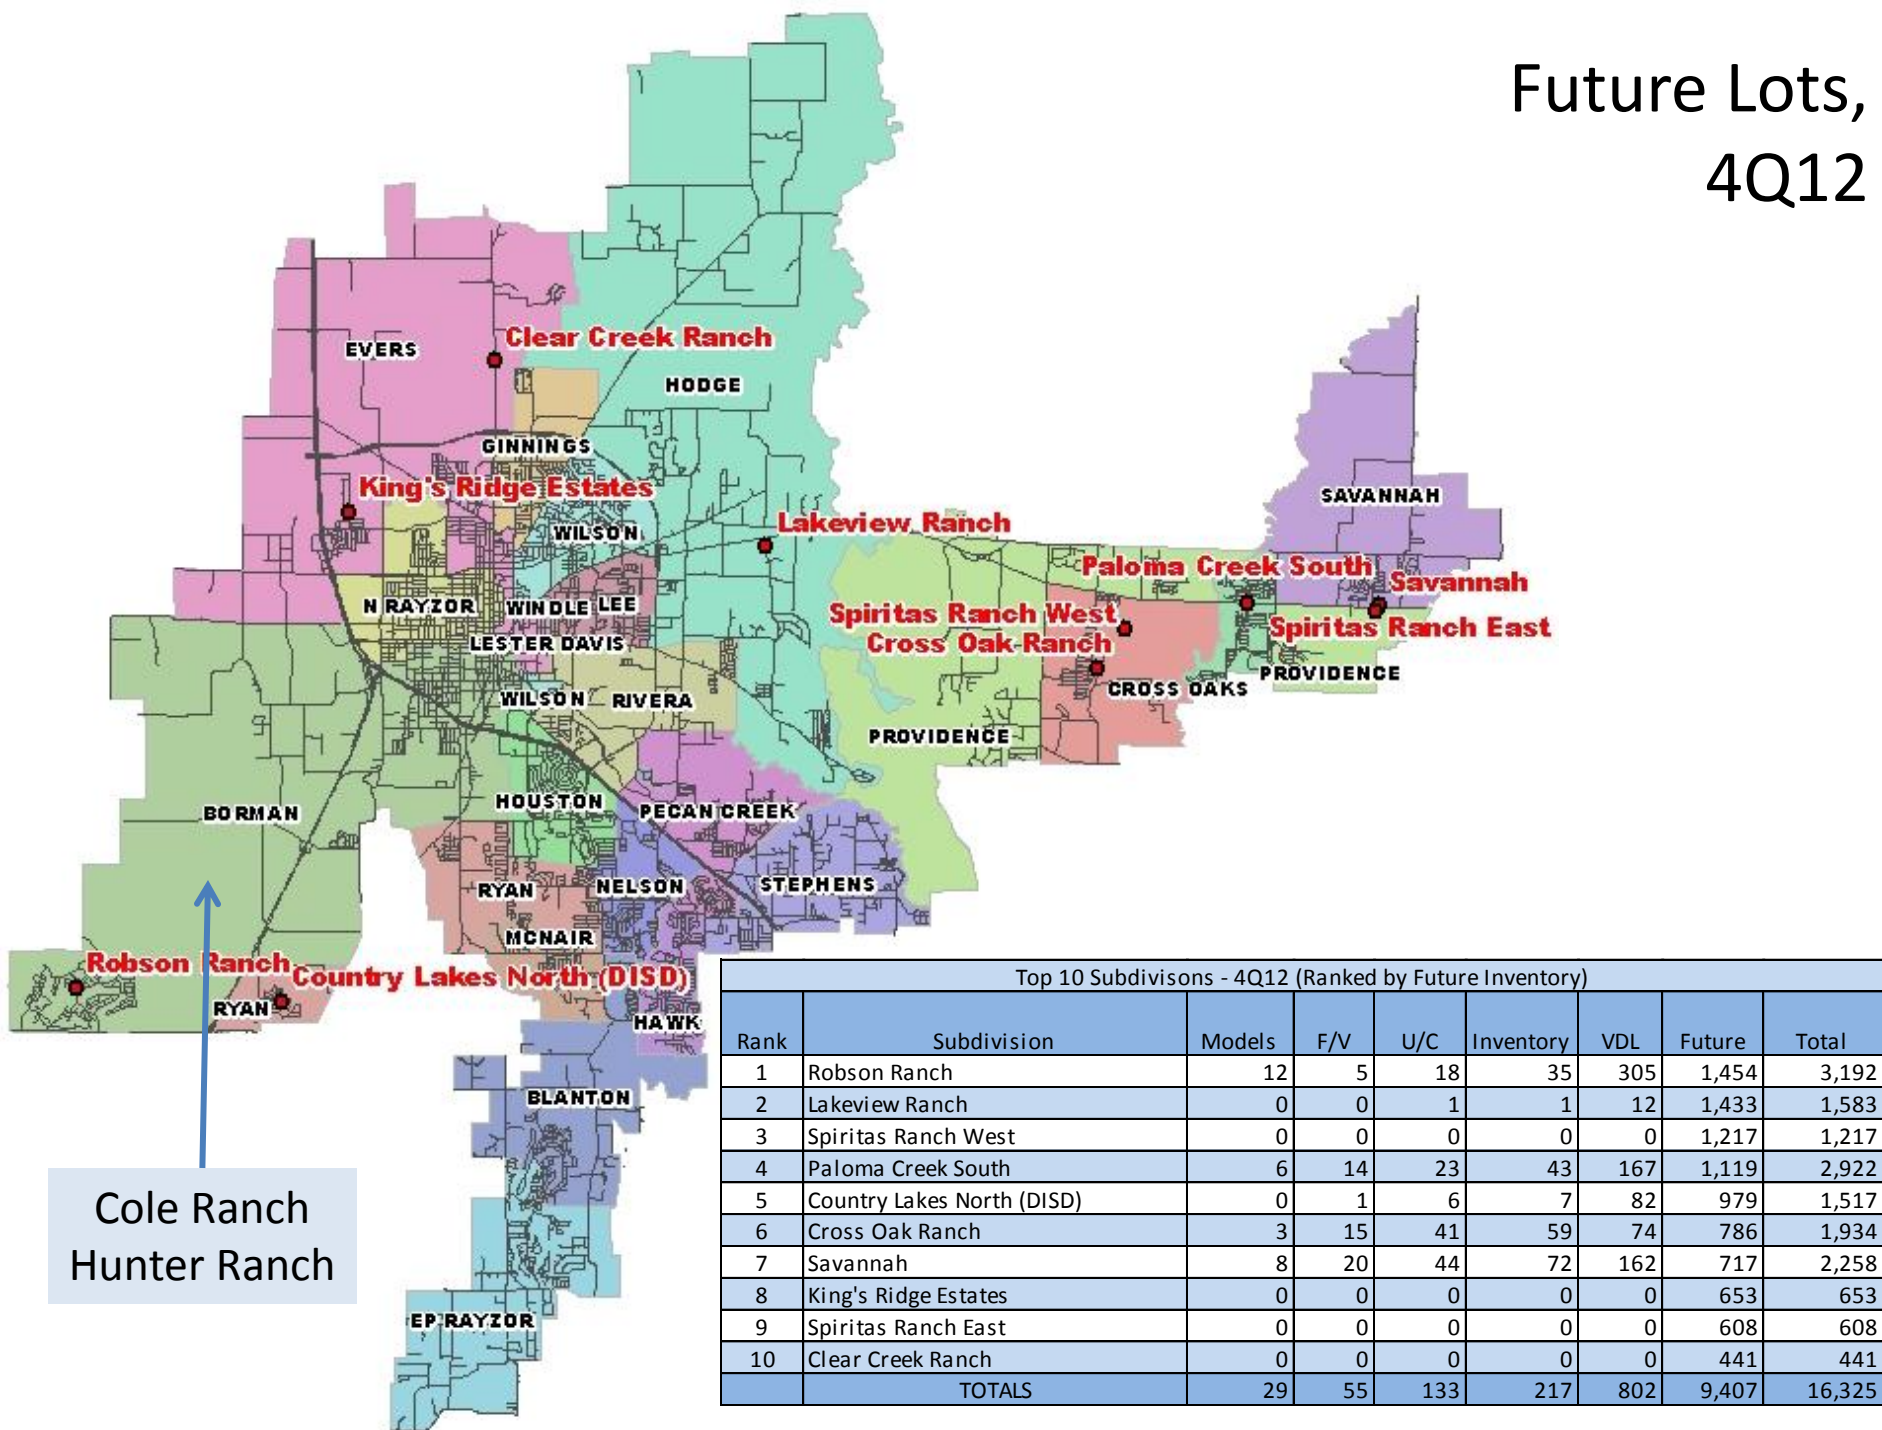 Future Lots,
4Q12
EVERS
Clear Creek Ranch
HODGE
GINNINGS
King's Ridge Estates
SAVANNAH
WILSON
Lakeview Ranch
Paloma Creek South
Savannah
N RAYZOR
WINDLE
LEE
Spiritas Ranch West
Spiritas Ranch East
LESTER DAVIS
Cross Oak Ranch
PROVIDENCE
CROSS OAKS
WILSON
RIVERA
PROVIDENCE
BORMAN
HOUSTON
PECAN CREEK
RYAN
NELSON
STEPHENS
MCNAIR
Robson Ranch
Country Lakes North (DISD)
RYAN
HAWK
BLANTON
EP RAYZOR
Cole Ranch
Hunter Ranch
Top 10 Subdivisons - 4Q12 (Ranked by Future Inventory)
Rank Subdivision Models F/V U/C Inventory VDL Future Total
1 Robson Ranch 12 5 18 35 305 1,454 3,192
2 Lakeview Ranch 0 0 1 1 12 1,433 1,583
3 Spiritas Ranch West 0 0 0 0 0 1,217 1,217
4 Paloma Creek South 6 14 23 43 167 1,119 2,922
5 Country Lakes North (DISD) 0 1 6 7 82 979 1,517
6 Cross Oak Ranch 3 15 41 59 74 786 1,934
7 Savannah 8 20 44 72 162 717 2,258
8 King's Ridge Estates 0 0 0 0 0 653 653
9 Spiritas Ranch East 0 0 0 0 0 608 608
10 Clear Creek Ranch 0 0 0 0 0 441 441
TOTALS 29 55 133 217 802 9,407 16,325